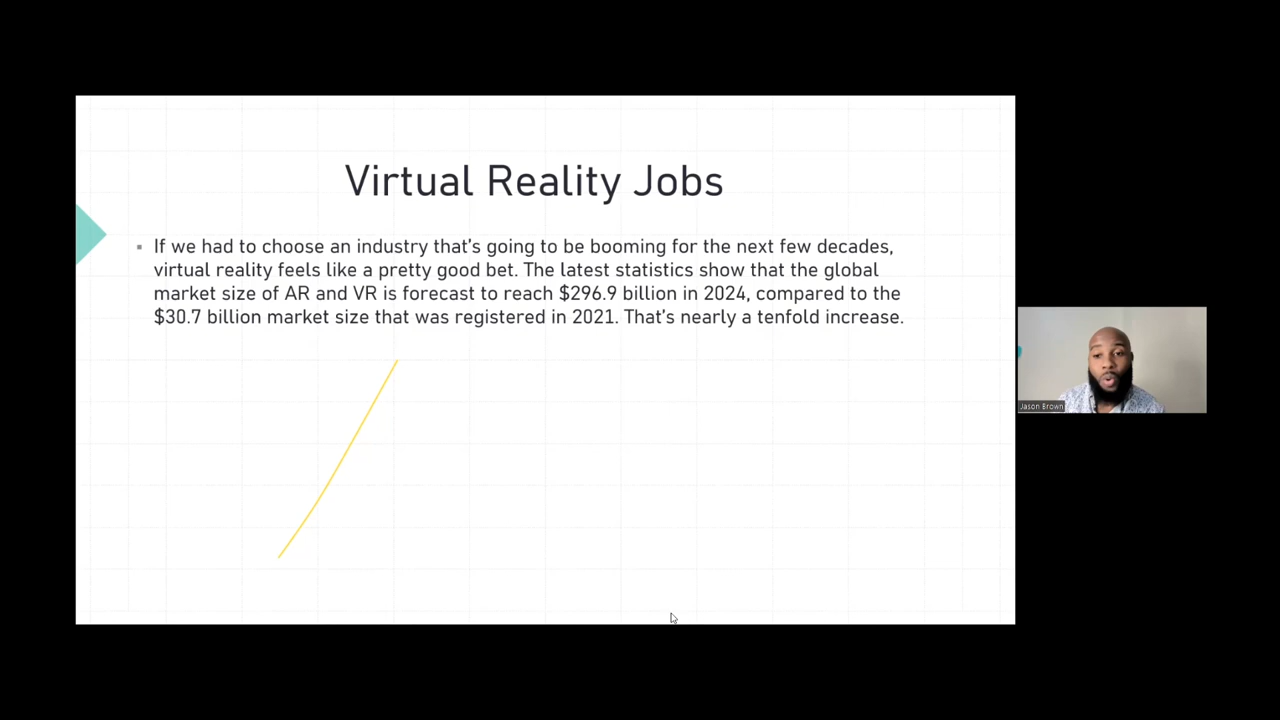 Virtual Reality Jobs
If we had to choose an industry that's going to be booming for the next few decades,
virtual reality feels like a pretty good bet. The latest statistics show that the global
market size of AR and VR is forecast to reach $296.9 billion in 2024, compared to the
$30.7 billion market size that was registered in 2021. That's nearly a tenfold increase.
Jason Brown